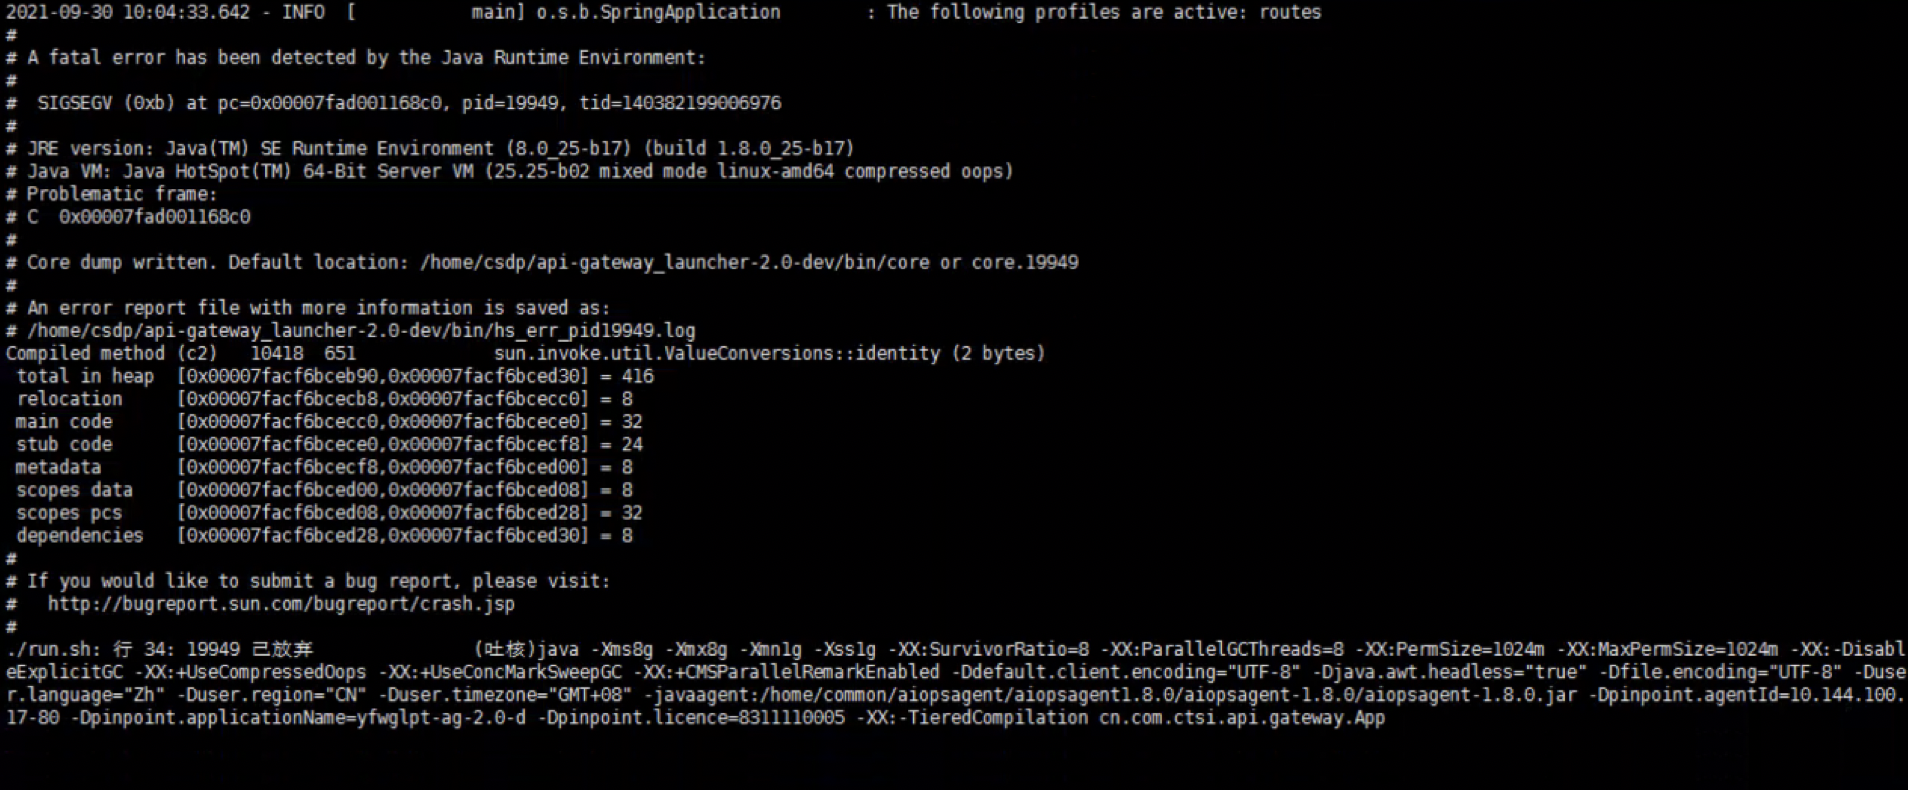 2021-09-30 10:04:33.642 - INFO  [           main] o.s.b.SpringApplication        : The following profiles are active: routes
#
# A fatal error has been detected by the Java Runtime Environment:
#
#  SIGSEGV (0xb) at pc=0x00007fad001168c0, pid=19949, tid=140382199006976
#
# JRE version: Java(TM) SE Runtime Environment (8.0_25-b17) (build 1.8.0_25-b17)
# Java VM: Java HotSpot(TM) 64-Bit Server VM (25.25-b02 mixed mode linux-amd64 compressed oops)
# Problematic frame:
# C  0x00007fad001168c0
#
# Core dump written. Default location: /home/csdp/api-gateway_launcher-2.0-dev/bin/core or core.19949
#
# An error report file with more information is saved as:
# /home/csdp/api-gateway_launcher-2.0-dev/bin/hs_err_pid19949.log
Compiled method (c2)   10418  651             sun.invoke.util.ValueConversions::identity (2 bytes)
 total in heap  [0x00007facf6bceb90,0x00007facf6bced30] = 416
 relocation     [0x00007facf6bcecb8,0x00007facf6bcecc0] = 8
 main code      [0x00007facf6bcecc0,0x00007facf6bcece0] = 32
 stub code      [0x00007facf6bcece0,0x00007facf6bcecf8] = 24
 metadata       [0x00007facf6bcecf8,0x00007facf6bced00] = 8
 scopes data    [0x00007facf6bced00,0x00007facf6bced08] = 8
 scopes pcs     [0x00007facf6bced08,0x00007facf6bced28] = 32
 dependencies   [0x00007facf6bced28,0x00007facf6bced30] = 8
#
# If you would like to submit a bug report, please visit:
#   http://bugreport.sun.com/bugreport/crash.jsp
#
./run.sh: 行 34: 19949 已放弃               (吐核)java -Xms8g -Xmx8g -Xmn1g -Xss1g -XX:SurvivorRatio=8 -XX:ParallelGCThreads=8 -XX:PermSize=1024m -XX:MaxPermSize=1024m -XX:-Disabl
eExplicitGC -XX:+UseCompressedOops -XX:+UseConcMarkSweepGC -XX:+CMSParallelRemarkEnabled -Ddefault.client.encoding="UTF-8" -Djava.awt.headless="true" -Dfile.encoding="UTF-8" -Duse
r.language="Zh" -Duser.region="CN" -Duser.timezone="GMT+08" -javaagent:/home/common/aiopsagent/aiopsagent1.8.0/aiopsagent-1.8.0/aiopsagent-1.8.0.jar -Dpinpoint.agentId=10.144.100.
17-80 -Dpinpoint.applicationName=yfwglpt-ag-2.0-d -Dpinpoint.licence=8311110005 -XX:-TieredCompilation cn.com.ctsi.api.gateway.App